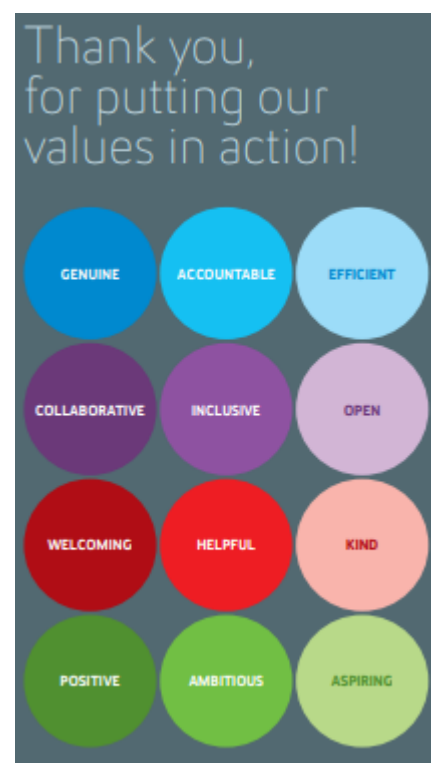 Thank you,
for putting our
values in action!
GENUINE ACCOUNTABLE EFFICIENT
COLLABORATIVE INCLUSIVE OPEN
WELCOMING HELPFUL KIND
POSITIVE AMBITIOUS ASPIRING